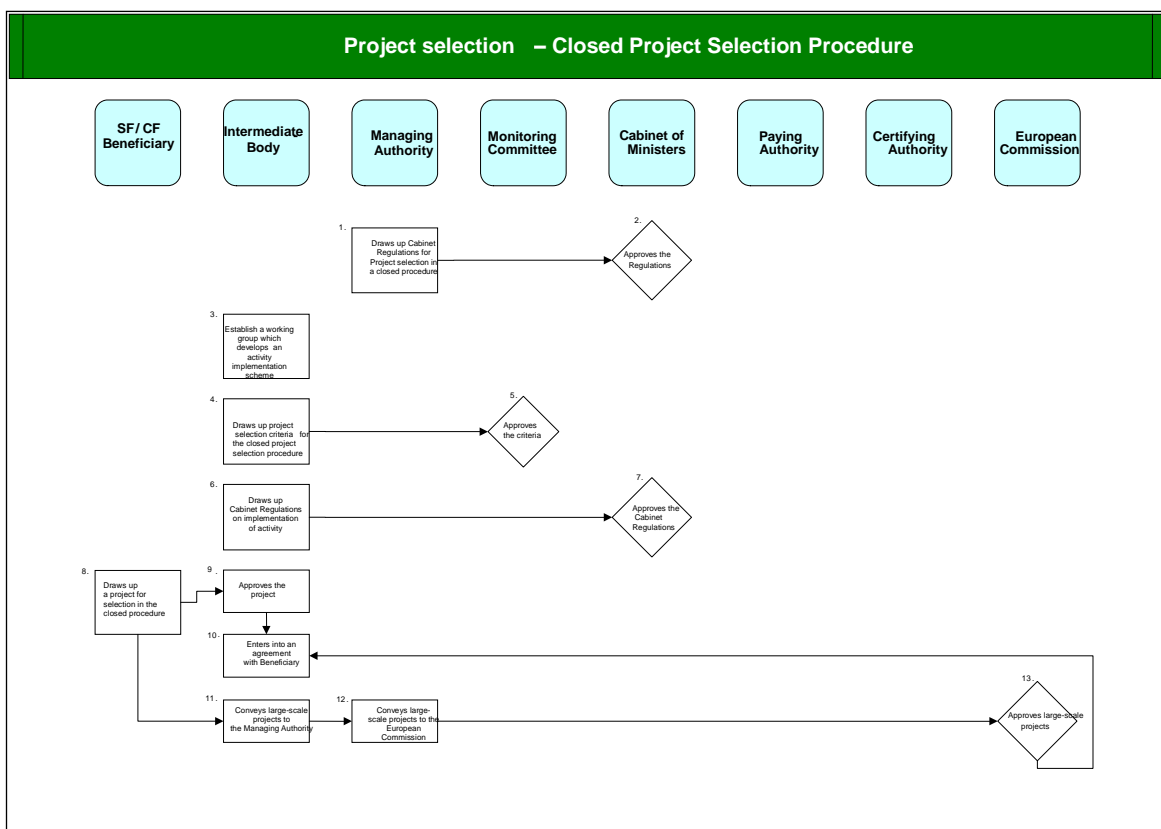 Project selection – Closed Project Selection Procedure
SF/ CF
Beneficiary
Intermediate
Body
Managing
Authority
Monitoring
Committee
Cabinet of
Ministers
Paying
Authority
Certifying
Authority
European
Commission
1.
Draws up Cabinet
Regulations for
Project selection in
a closed procedure
2.
Approves the
Regulations
3.
Establish a working
group which
develops an
activity
implementation
scheme
4.
Draws up project
selection criteria for
the closed project
selection procedure
5.
Approves
the criteria
6.
Draws up
Cabinet Regulations
on implementation
of activity
7.
Approves the
Cabinet
Regulations
8.
Draws up
a project for
selection in the
closed procedure
9.
Approves the
project
10.
Enters into an
agreement
with Beneficiary
11.
Conveys large-scale
projects to
the Managing Authority
12.
Conveys large-
scale projects to the
European
Commission
13.
Approves large-scale
projects